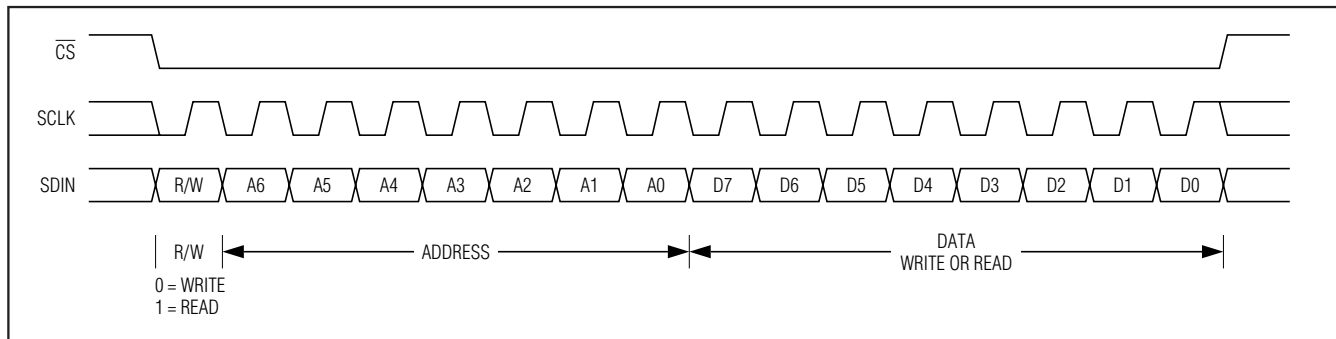 CS
SCLK
SDIN R/W A6 A5 A4 A3 A2 A1 A0 D7 D6 D5 D4 D3 D2 D1 D0
R/W ADDRESS DATA
WRITE OR READ
0 = WRITE
1 = READ